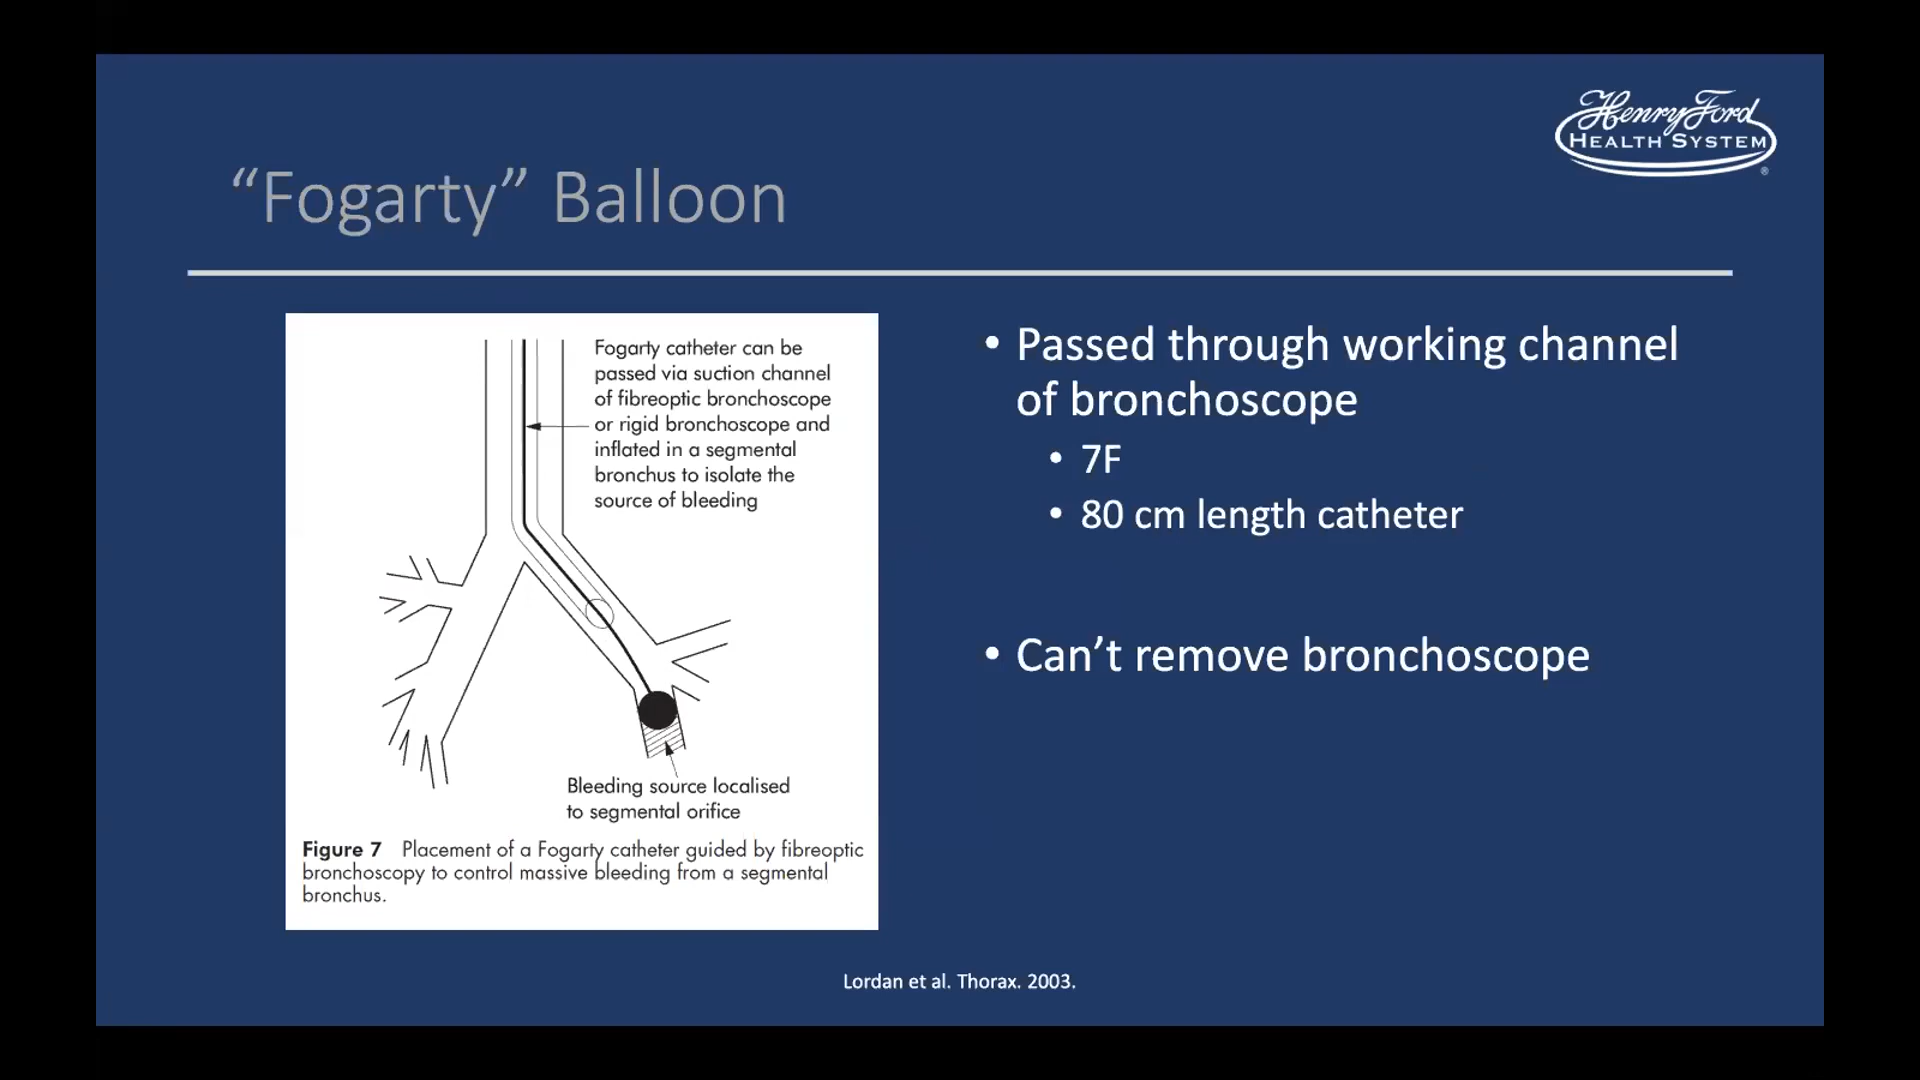 Henry Ford
HEALTH SYSTEM
®
“Fogarty” Balloon
Fogarty catheter can be
passed via suction channel
of fibreoptic bronchoscope
or rigid bronchoscope and
inflated in a segmental
bronchus to isolate the
source of bleeding
Bleeding source localised
to segmental orifice
Figure 7 Placement of a Fogarty catheter guided by fibreoptic
bronchoscopy to control massive bleeding from a segmental
bronchus.
• Passed through working channel
of bronchoscope
• 7F
• 80 cm length catheter
• Can’t remove bronchoscope
Lordan et al. Thorax. 2003.